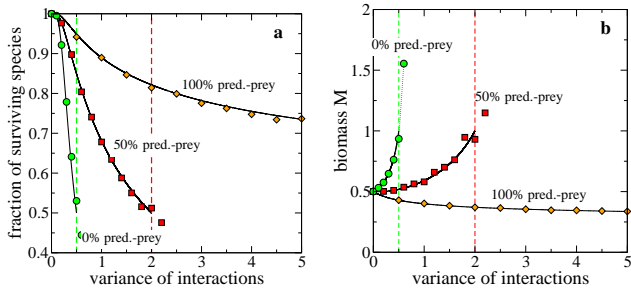 a
100% pred.-prey
50% pred.-prey
0% pred.-prey
fraction of surviving species
1
0.9
0.8
0.7
0.6
0.5
0.4
0 1 2 3 4 5
variance of interactions
b
0% pred.-prey
50% pred.-prey
100% pred.-prey
biomass M
2
1.5
1
0.5
0
0 1 2 3 4 5
variance of interactions